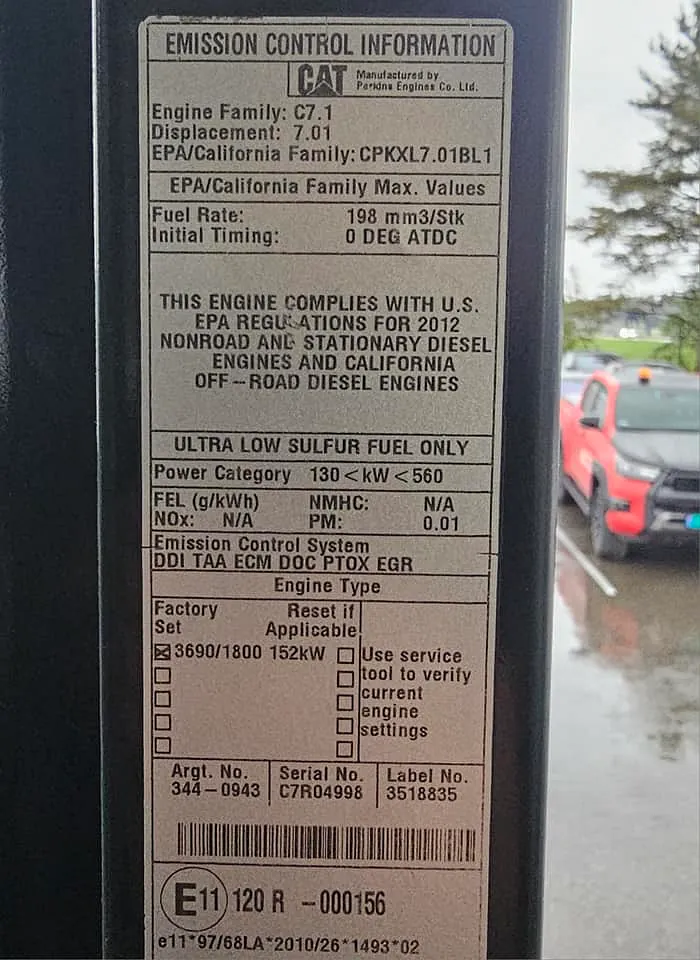 EMISSION CONTROL INFORMATION
CAT Manufactured by
Perkins Engines Co. Ltd.
Engine Family: C7.1
Displacement: 7.01
EPA/California Family: CPKXL7.01BL1
EPA/California Family Max. Values
Fuel Rate: 198 mm3/Stk
Initial Timing: 0 DEG ATDC
THIS ENGINE COMPLIES WITH U.S.
EPA REGULATIONS FOR 2012
NONROAD AND STATIONARY DIESEL
ENGINES AND CALIFORNIA
OFF-ROAD DIESEL ENGINES
ULTRA LOW SULFUR FUEL ONLY
Power Category 130<kW<560
FEL (g/kWh) NMHC: N/A
NOx: N/A PM: 0.01
Emission Control System
DDI TAA ECM DOC PTOX EGR
Engine Type
Factory Reset if
Set Applicable
3690/1800 152kW Use service
tool to verify
current
engine
settings
Argt. No. Serial No. Label No.
344-0943 C7R04998 3518835
E11 120 R -000156
e11*97/68LA*2010/26*1493*02